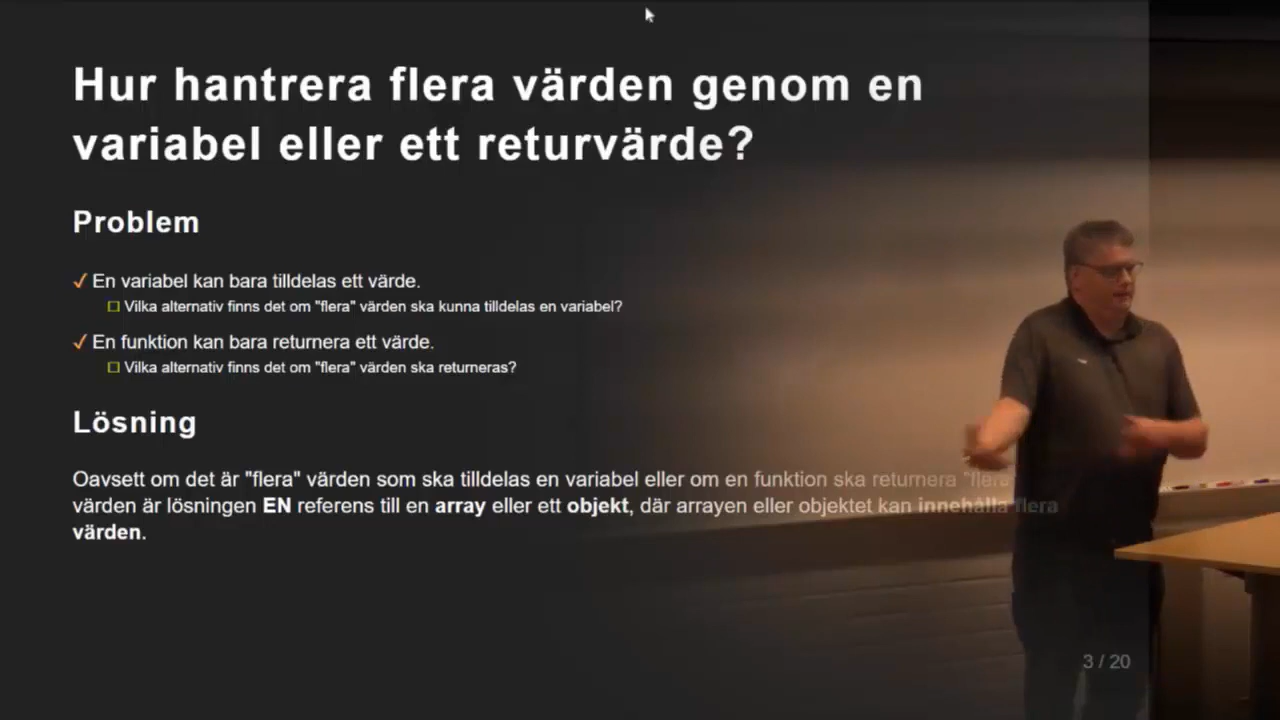 Hur hantrera flera värden genom en
variabel eller ett returvärde?
Problem
✓ En variabel kan bara tilldelas ett värde.
☐ Vilka alternativ finns det om "flera" värden ska kunna tilldelas en variabel?
✓ En funktion kan bara returnera ett värde.
☐ Vilka alternativ finns det om "flera" värden ska returneras?
Lösning
Oavsett om det är "flera" värden som ska tilldelas en variabel eller om en funktion ska returnera "flera"
värden är lösningen EN referens till en array eller ett objekt, där arrayen eller objektet kan innehålla flera
värden.
3 / 20